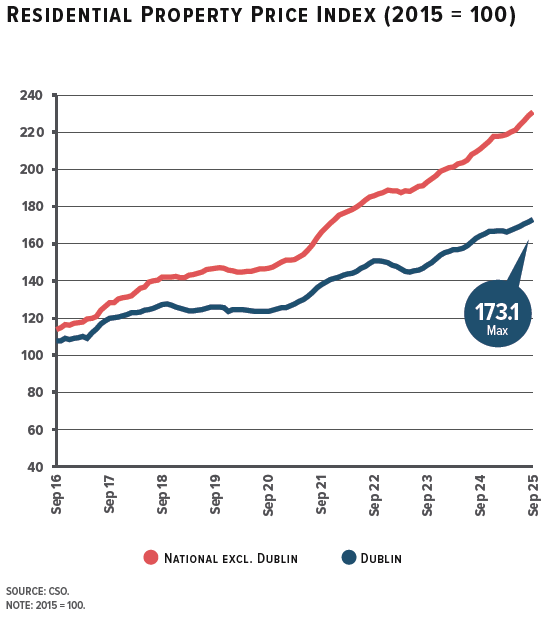 Residential Property Price Index (2015 = 100)
240
220
200
180
160
140
120
100
80
60
40
173.1
Max
Sep 16
Sep 17
Sep 18
Sep 19
Sep 20
Sep 21
Sep 22
Sep 23
Sep 24
Sep 25
National excl. Dublin
Dublin
SOURCE: CSO.
NOTE: 2015 = 100.